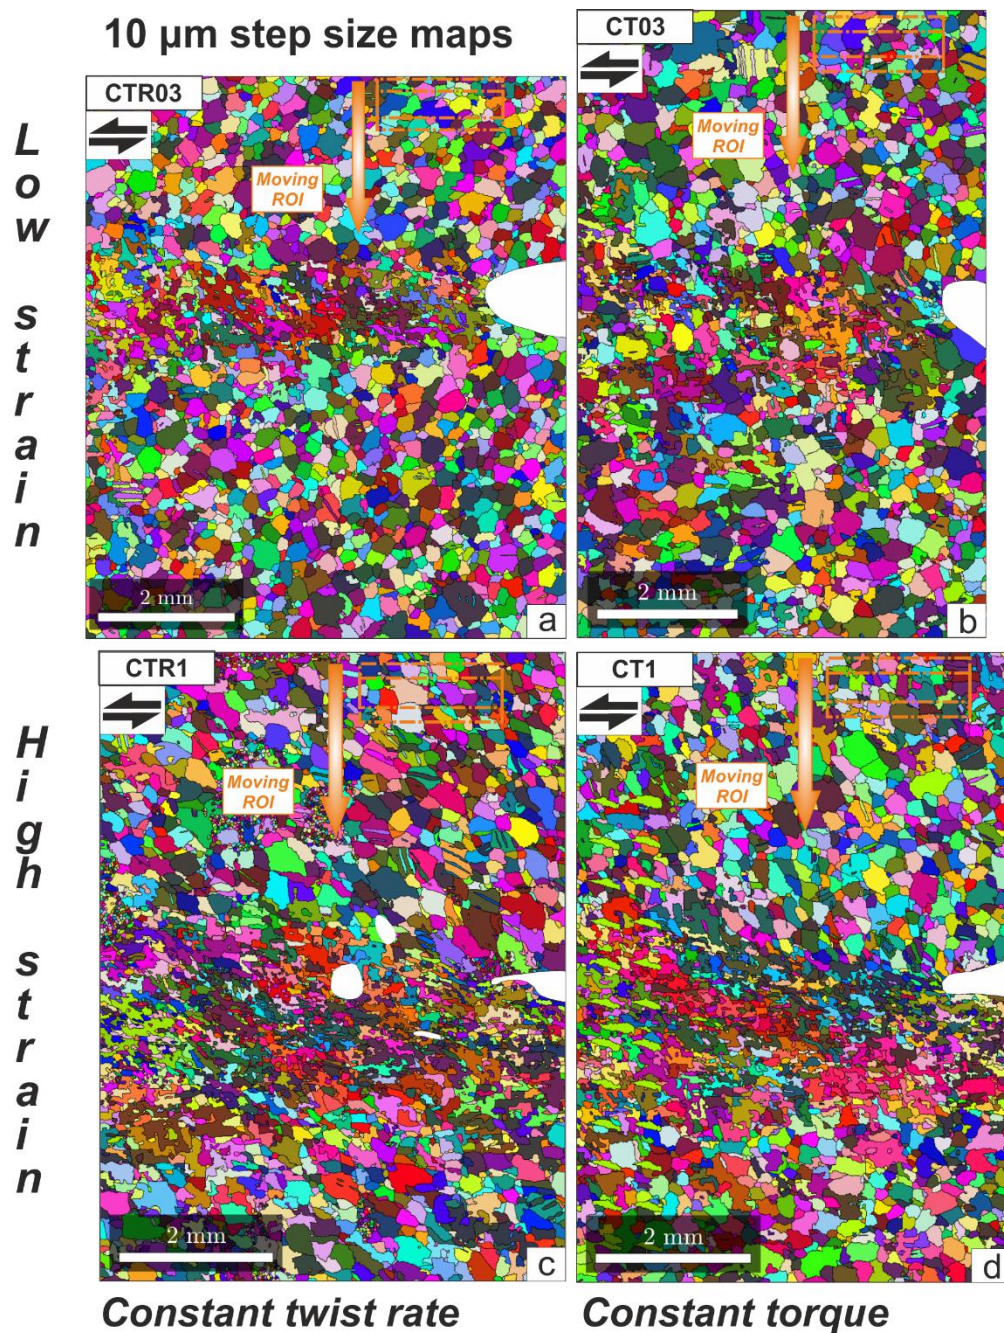 10 µm step size maps
CTR03
CT03
Moving
ROI
Moving
ROI
Low strain
2 mm
a
2 mm
b
CTR1
CT1
Moving
ROI
Moving
ROI
High strain
2 mm
c
2 mm
d
Constant twist rate
Constant torque